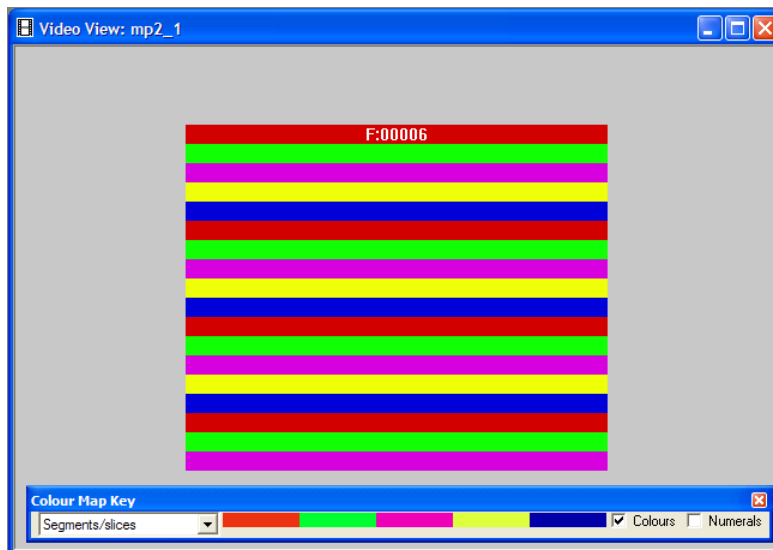 Video View: mp2_1
F:00006
Colour Map Key
Segments/slices Colours Numerals